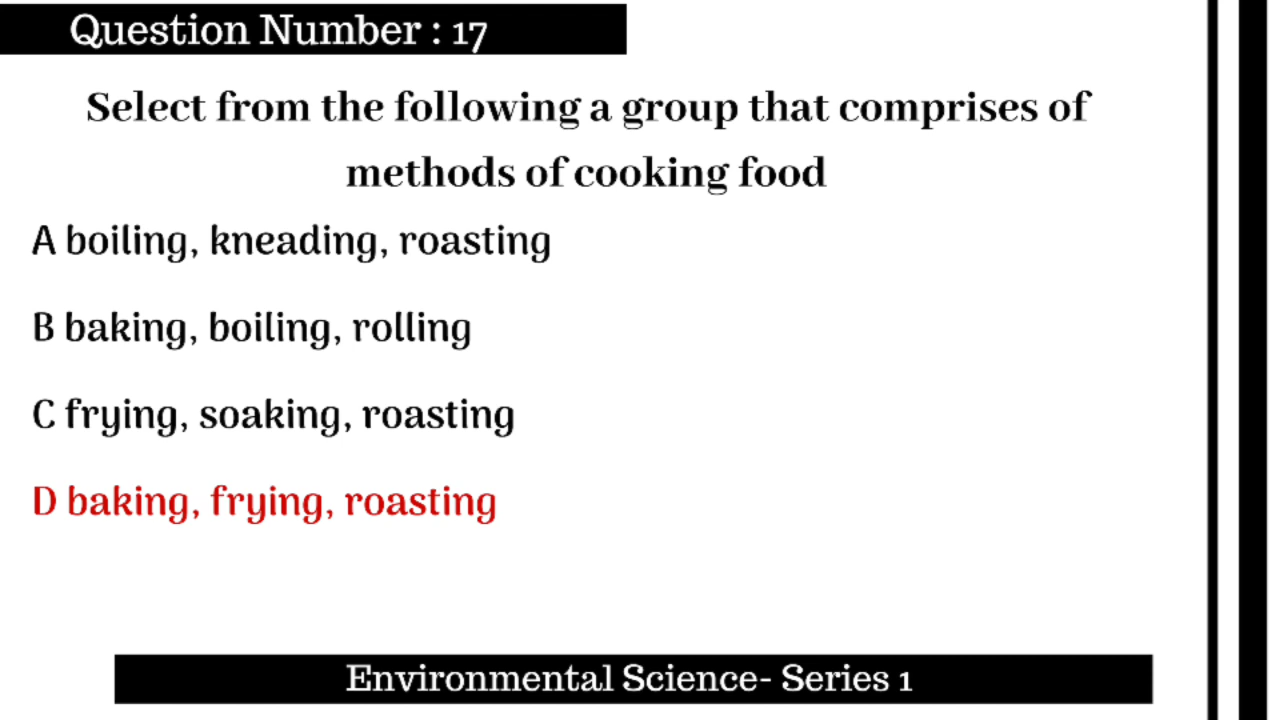 Question Number : 17
Select from the following a group that comprises of
methods of cooking food
A boiling, kneading, roasting
B baking, boiling, rolling
C frying, soaking, roasting
D baking, frying, roasting
Environmental Science- Series 1